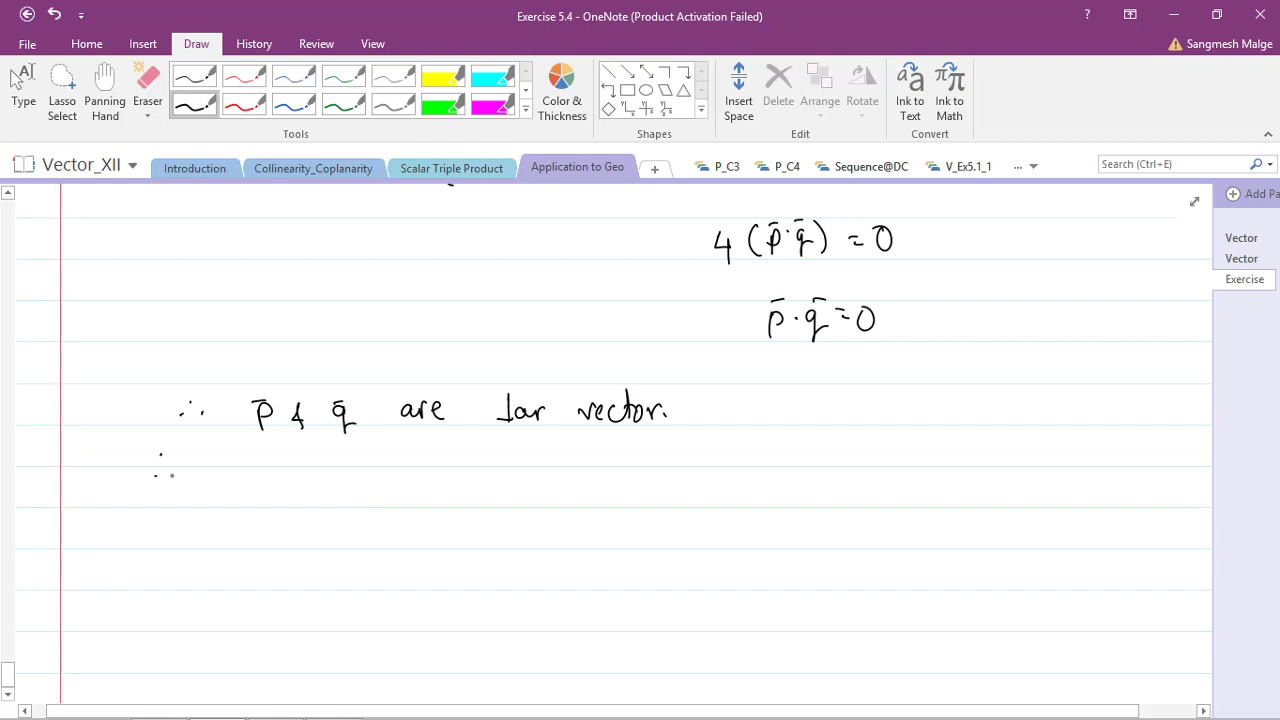 Exercise 5.4 - OneNote (Product Activation Failed)
?
File Home Insert Draw History Review View
Sangmesh Malge
Type
Lasso Select
Panning Hand
Eraser
Color & Thickness
Insert Space
Delete
Arrange
Rotate
Ink to Text
Ink to Math
Tools
Shapes
Edit
Convert
Vector_XII
Introduction
Collinearity_Coplanarity
Scalar Triple Product
Application to Geo
+
P_C3
P_C4
Sequence@DC
V_Ex5.1_1
...
Search (Ctrl+E)
Add Pa
Vector
Vector
Exercise
4 (p̄·q̄) = 0
p̄·q̄ = 0
∴ p̄ & q̄ are ⊥ar vector.
∴